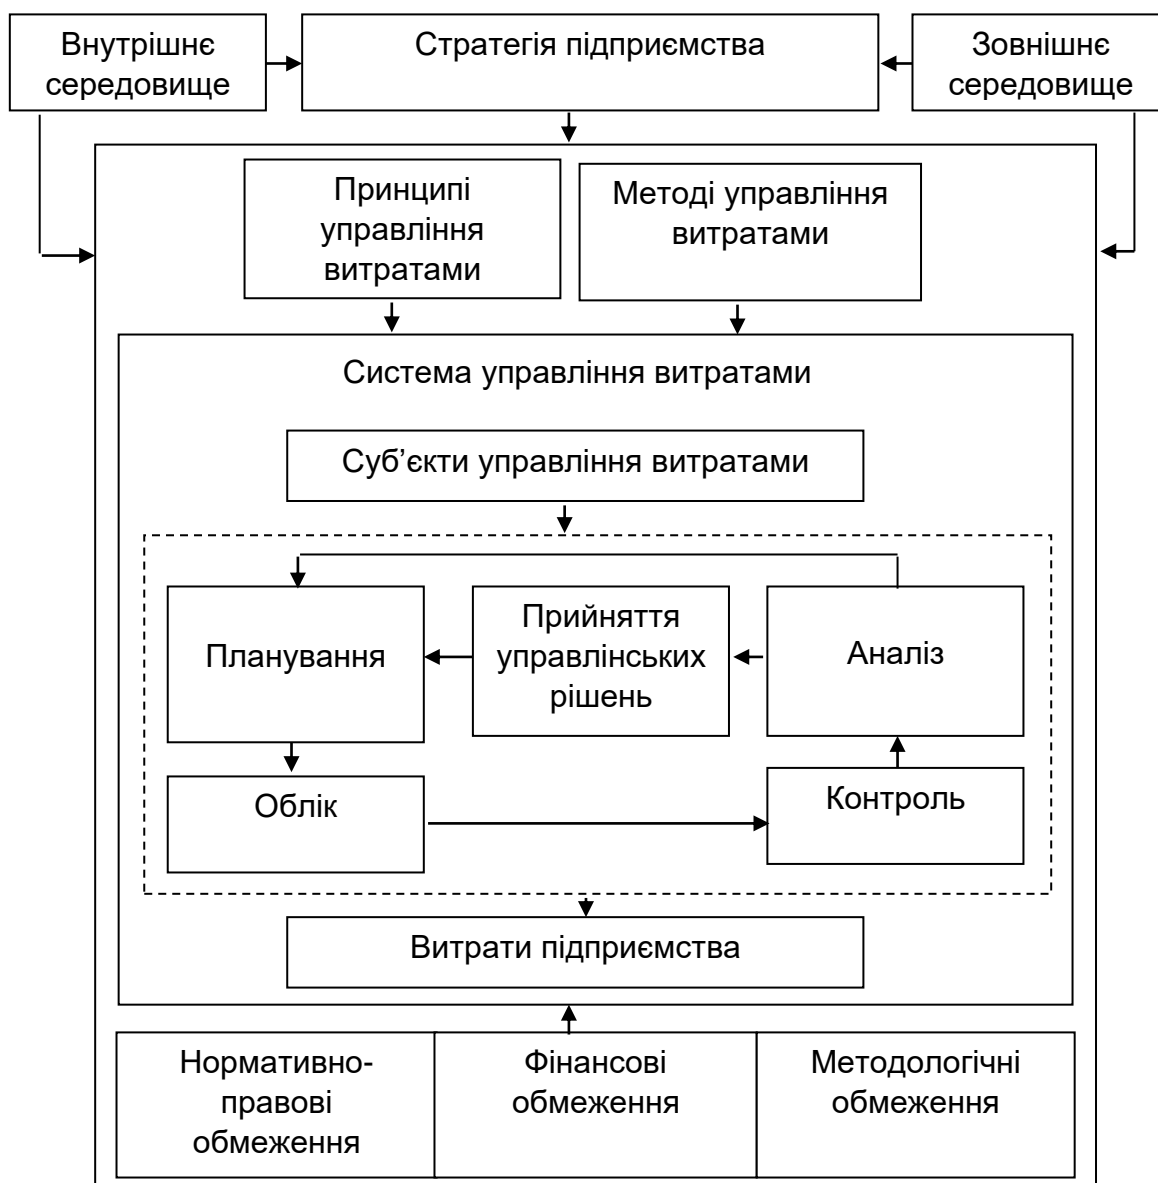 Внутрішнє
середовище
Стратегія підприємства
Зовнішнє
середовище
Принципі
управління
витратами
Методі управління
витратами
Система управління витратами
Суб’єкти управління витратами
Планування
Прийняття
управлінських
рішень
Аналіз
Облік
Контроль
Витрати підприємства
Нормативно-
правові
обмеження
Фінансові
обмеження
Методологічні
обмеження